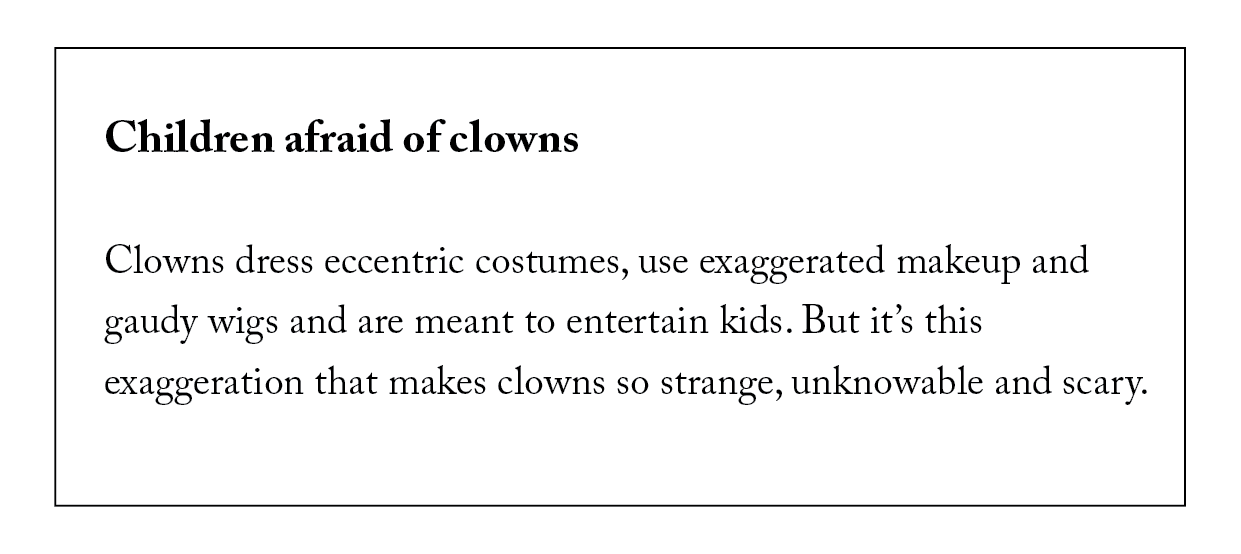 Children afraid of clowns
Clowns dress eccentric costumes, use exaggerated makeup and
gaudy wigs and are meant to entertain kids. But it’s this
exaggeration that makes clowns so strange, unknowable and scary.